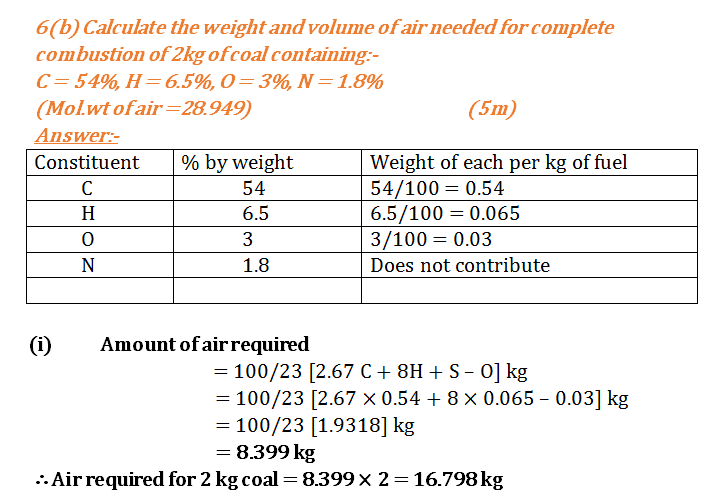 6(b) Calculate the weight and volume of air needed for complete
combustion of 2kg of coal containing:-
C = 54%, H = 6.5%, O = 3%, N = 1.8%
(Mol.wt of air =28.949) (5m)
Answer:-
Constituent % by weight Weight of each per kg of fuel
C 54 54/100 = 0.54
H 6.5 6.5/100 = 0.065
O 3 3/100 = 0.03
N 1.8 Does not contribute
(i) Amount of air required
= 100/23 [2.67 C + 8H + S – O] kg
= 100/23 [2.67 × 0.54 + 8 × 0.065 – 0.03] kg
= 100/23 [1.9318] kg
= 8.399 kg
∴ Air required for 2 kg coal = 8.399 × 2 = 16.798 kg